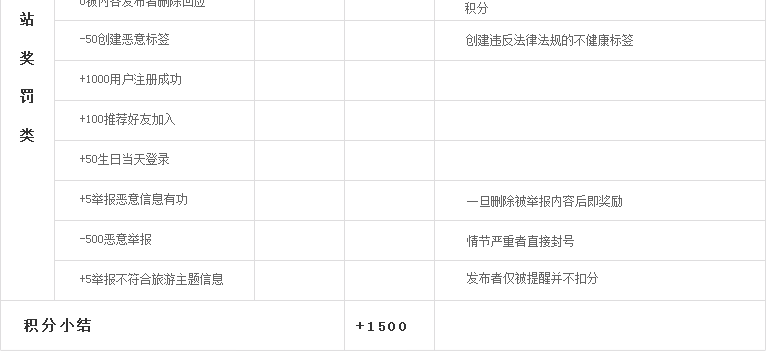 0被内容发布者删除回应
积分
站
奖
罚
类
-50创建恶意标签
创建违反法律法规的不健康标签
+1000用户注册成功
+100推荐好友加入
+50生日当天登录
+5举报恶意信息有功
一旦删除被举报内容后即奖励
-500恶意举报
情节严重者直接封号
+5举报不符合旅游主题信息
发布者仅被提醒并不扣分
积分小结
+1500